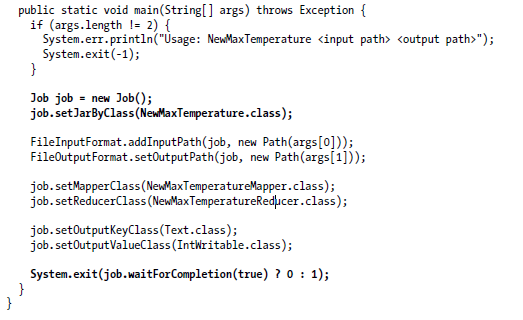 public static void main(String[] args) throws Exception {
if (args.length != 2) {
System.err.println("Usage: NewMaxTemperature <input path> <output path>");
System.exit(-1);
}
Job job = new Job();
job.setJarByClass(NewMaxTemperature.class);
FileInputFormat.addInputPath(job, new Path(args[0]));
FileOutputFormat.setOutputPath(job, new Path(args[1]));
job.setMapperClass(NewMaxTemperatureMapper.class);
job.setReducerClass(NewMaxTemperatureReducer.class);
job.setOutputKeyClass(Text.class);
job.setOutputValueClass(IntWritable.class);
System.exit(job.waitForCompletion(true) ? 0 : 1);
}
}